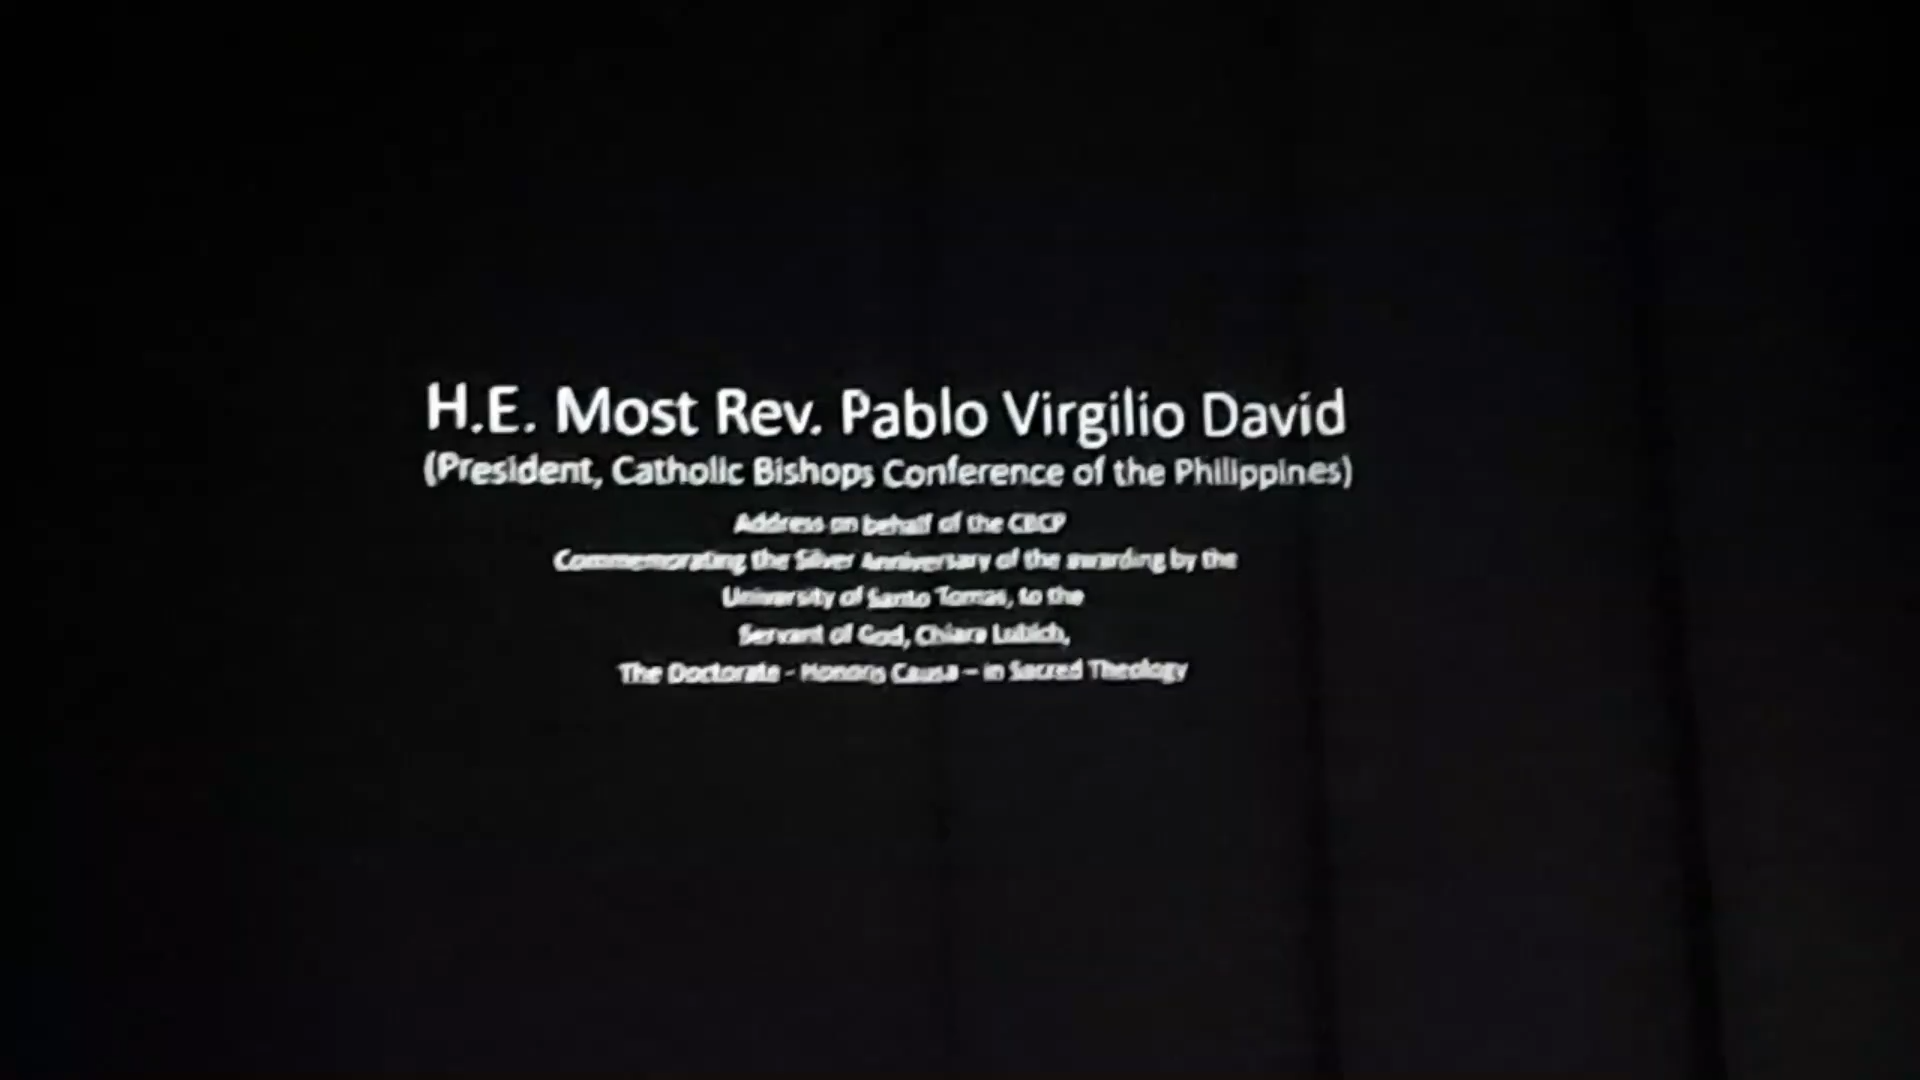 H.E. Most Rev. Pablo Virgilio David
(President, Catholic Bishops Conference of the Philippines)
Address on behalf of the CBCP
Commemorating the Silver Anniversary of the awarding by the
University of Santo Tomas, to the
Servant of God, Chiara Lubich,
The Doctorate - Honoris Causa – in Sacred Theology